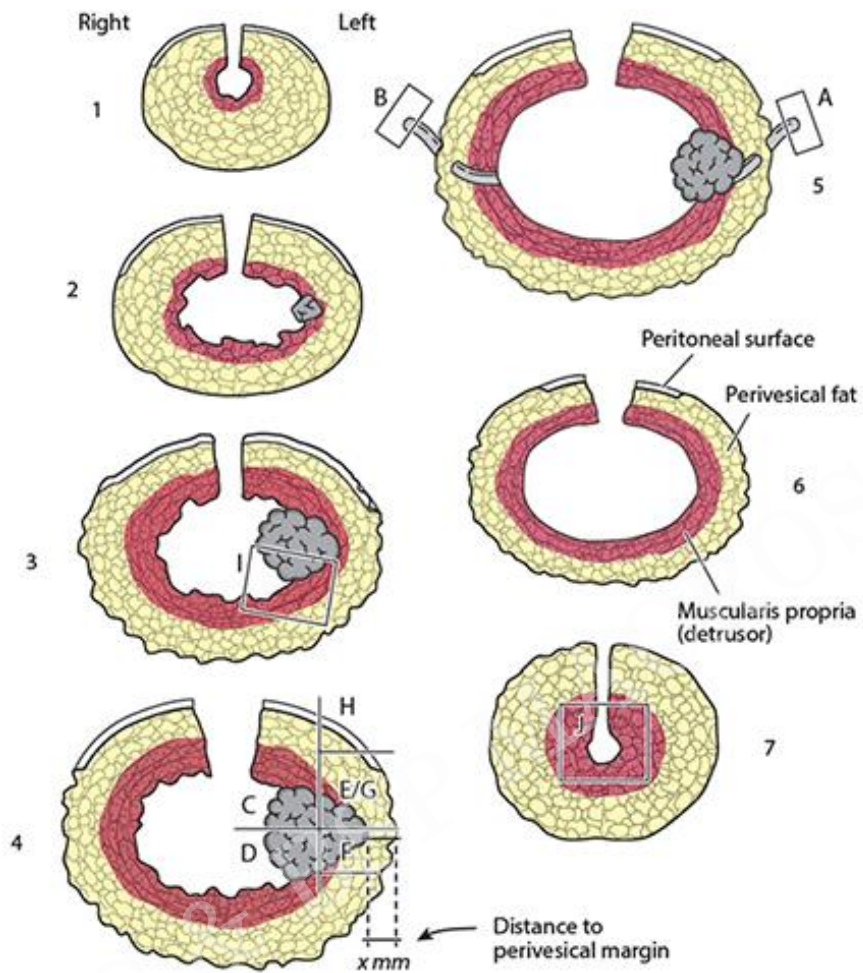 Right
Left
1
B
A
5
2
Peritoneal surface
Perivesical fat
6
3
I
Muscularis propria
(detrusor)
H
J
7
E/G
C
4
D
F
Distance to
perivesical margin
x mm